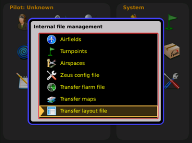 Pilot: Unknown
System
Internal file management
Airfields
Turnpoints
Airspaces
Zeus config file
Transfer flarm file
Transfer maps
Transfer layout file